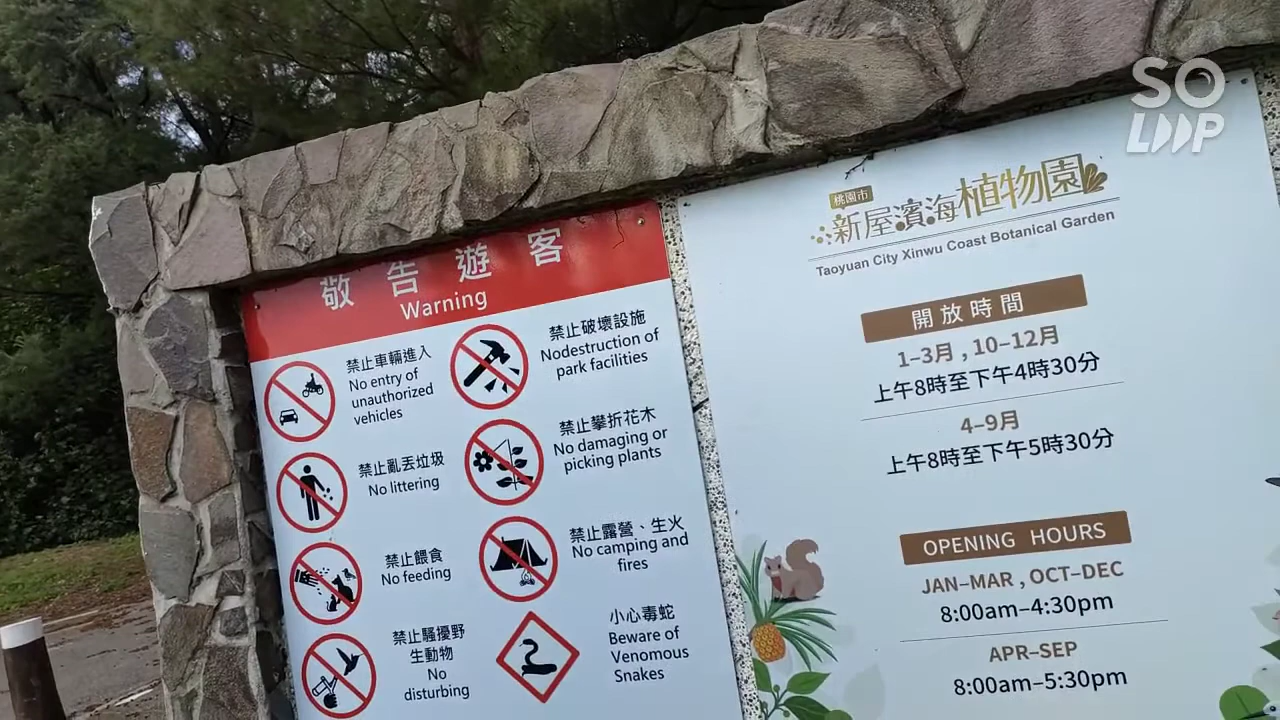 SO
LOOP
敬告遊客
Warning
禁止車輛進入
No entry of
unauthorized
vehicles
禁止亂丟垃圾
No littering
禁止餵食
No feeding
禁止騷擾野
生動物
No
disturbing
禁止破壞設施
Nodestruction of
park facilities
禁止攀折花木
No damaging or
picking plants
禁止露營、生火
No camping and
fires
小心毒蛇
Beware of
Venomous
Snakes
桃園市
新屋濱海植物園
Taoyuan City Xinwu Coast Botanical Garden
開放時間
1–3月 , 10–12月
上午8時至下午4時30分
4–9月
上午8時至下午5時30分
OPENING HOURS
JAN–MAR , OCT–DEC
8:00am–4:30pm
APR–SEP
8:00am–5:30pm